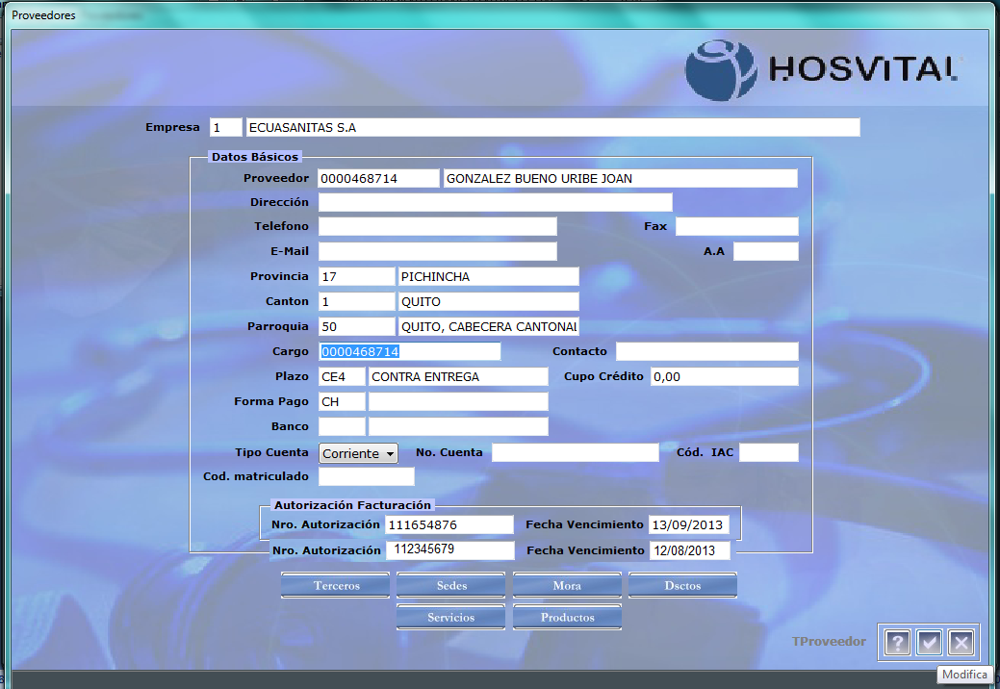 Proveedores
HOSVITAL
Empresa 1 ECUASANITAS S.A
Datos Básicos
Proveedor 0000468714 GONZALEZ BUENO URIBE JOAN
Dirección
Telefono Fax
E-Mail A.A
Provincia 17 PICHINCHA
Canton 1 QUITO
Parroquia 50 QUITO, CABECERA CANTONAL
Cargo 0000468714 Contacto
Plazo CE4 CONTRA ENTREGA Cupo Crédito 0,00
Forma Pago CH
Banco
Tipo Cuenta Corriente No. Cuenta Cód. IAC
Cod. matriculado
Autorización Facturación
Nro. Autorización 111654876 Fecha Vencimiento 13/09/2013
Nro. Autorización 112345679 Fecha Vencimiento 12/08/2013
Terceros Sedes Mora Dsctos
Servicios Productos
TProveedor ?
Modifica